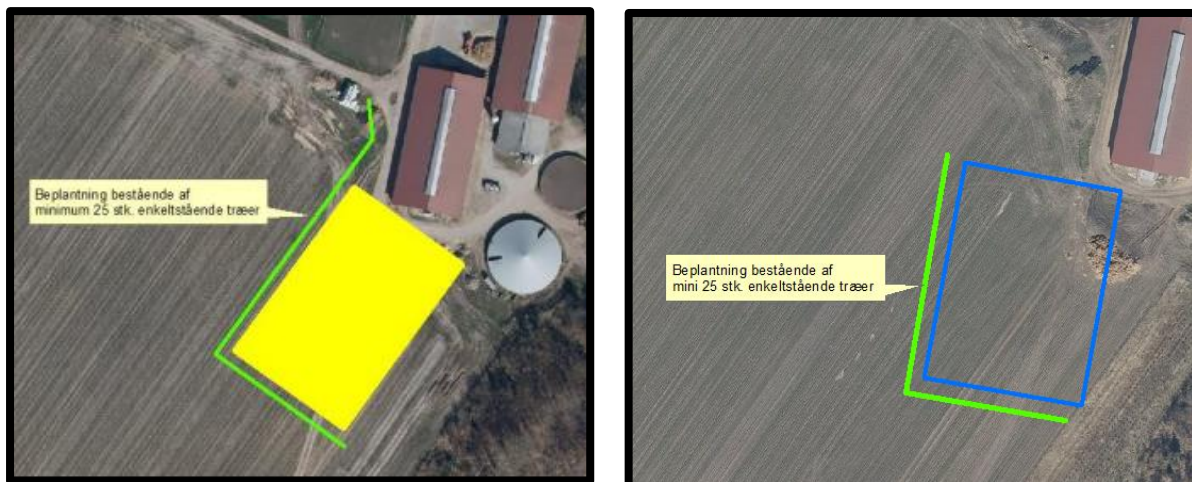 Beplantning bestående af
minimum 25 stk. enkeltstående træer
Beplantning bestående af
mini 25 stk. enkeltstående træer